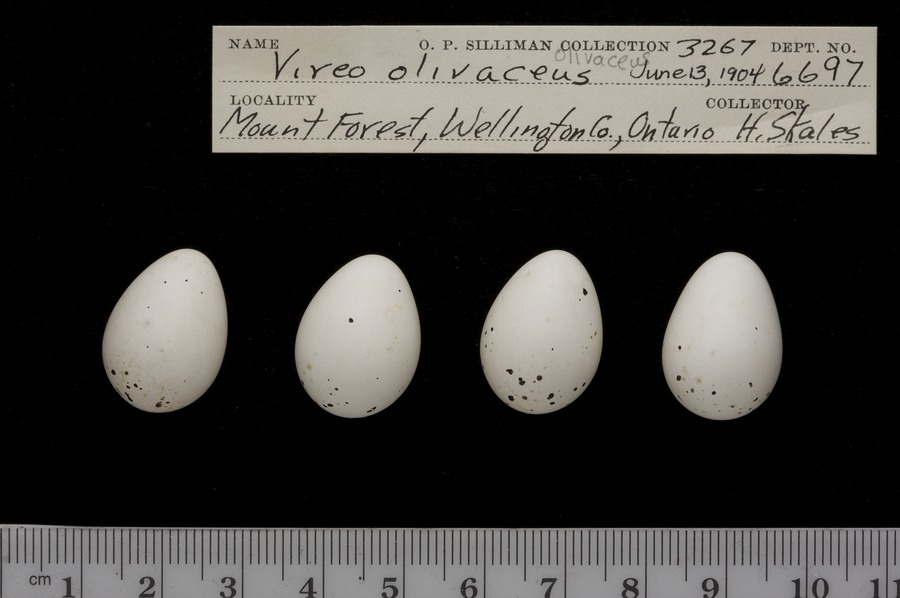 NAME O. P. SILLIMAN COLLECTION 3267 DEPT. NO.
olivaceus
Vireo olivaceus June 13, 1904 6697
LOCALITY COLLECTOR
Mount Forest, Wellington Co., Ontario H. Skales
cm 1 2 3 4 5 6 7 8 9 10 11